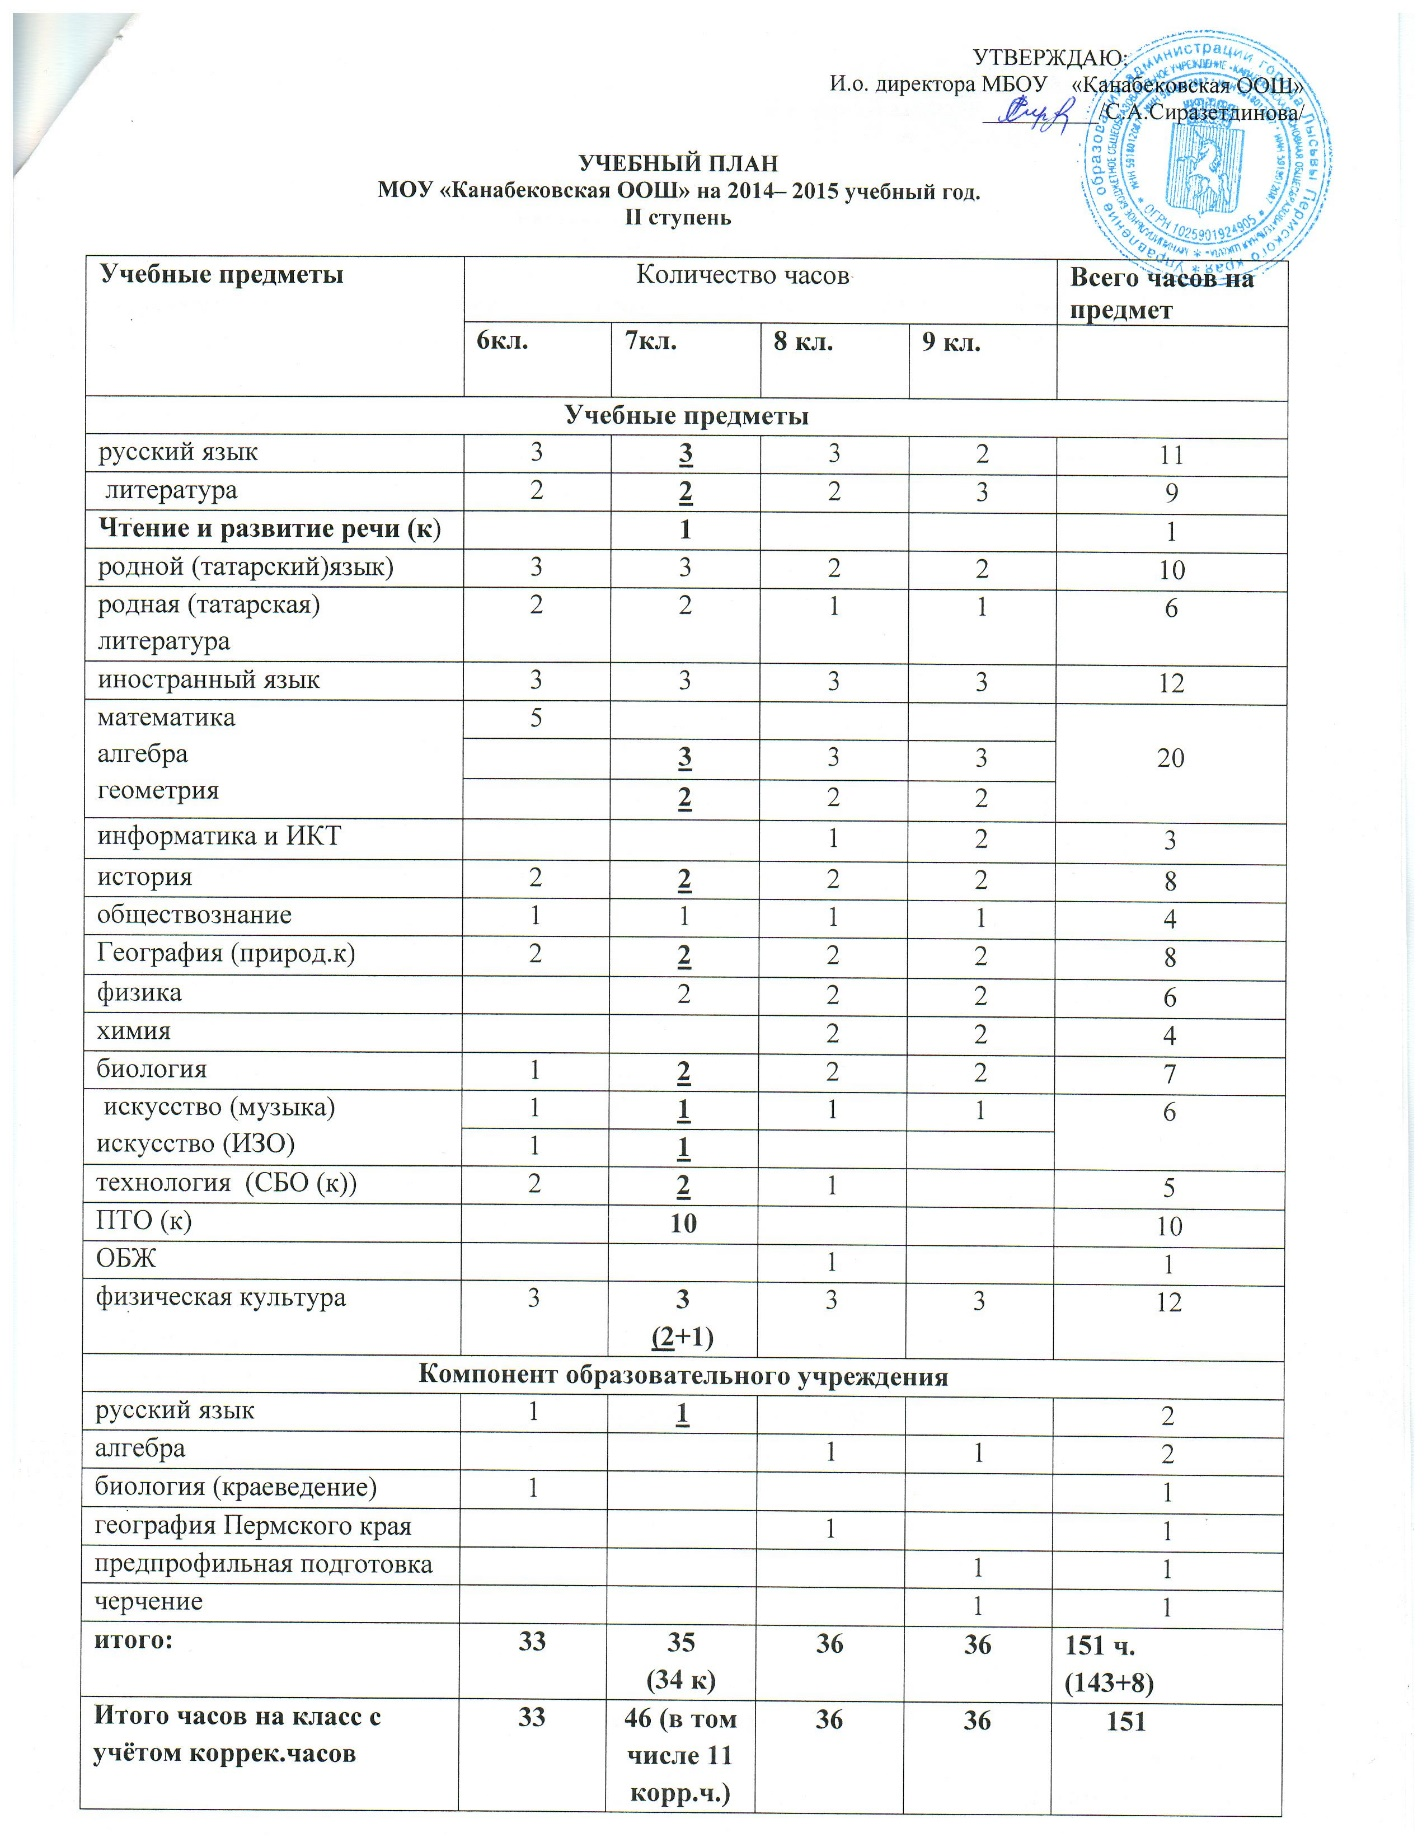 УТВЕРЖДАЮ:
И.о. директора МБОУ «Канабековская ООШ»
/С.А.Сиразетдинова/
Управление образования администрации города Лысьвы Пермского края
ОГРН 1025901924905
УЧЕБНЫЙ ПЛАН
МОУ «Канабековская ООШ» на 2014– 2015 учебный год.
II ступень
Учебные предметы Количество часов Всего часов на
предмет
6кл. 7кл. 8 кл. 9 кл.
Учебные предметы
русский язык 3 3 3 2 11
литература 2 2 2 3 9
Чтение и развитие речи (к) 1 1
родной (татарский)язык) 3 3 2 2 10
родная (татарская) 2 2 1 1 6
литература
иностранный язык 3 3 3 3 12
математика 5
алгебра 3 3 3 20
геометрия 2 2 2
информатика и ИКТ 1 2 3
история 2 2 2 2 8
обществознание 1 1 1 1 4
География (природ.к) 2 2 2 2 8
физика 2 2 2 6
химия 2 2 4
биология 1 2 2 2 7
искусство (музыка) 1 1 1 1 6
искусство (ИЗО) 1 1
технология (СБО (к)) 2 2 1 5
ПТО (к) 10 10
ОБЖ 1 1
физическая культура 3 3 3 3 12
(2+1)
Компонент образовательного учреждения
русский язык 1 1 2
алгебра 1 1 2
биология (краеведение) 1 1
география Пермского края 1 1
предпрофильная подготовка 1 1
черчение 1 1
итого: 33 35 36 36 151 ч.
(34 к) (143+8)
Итого часов на класс с 33 46 (в том 36 36 151
учётом коррек.часов числе 11
корр.ч.)